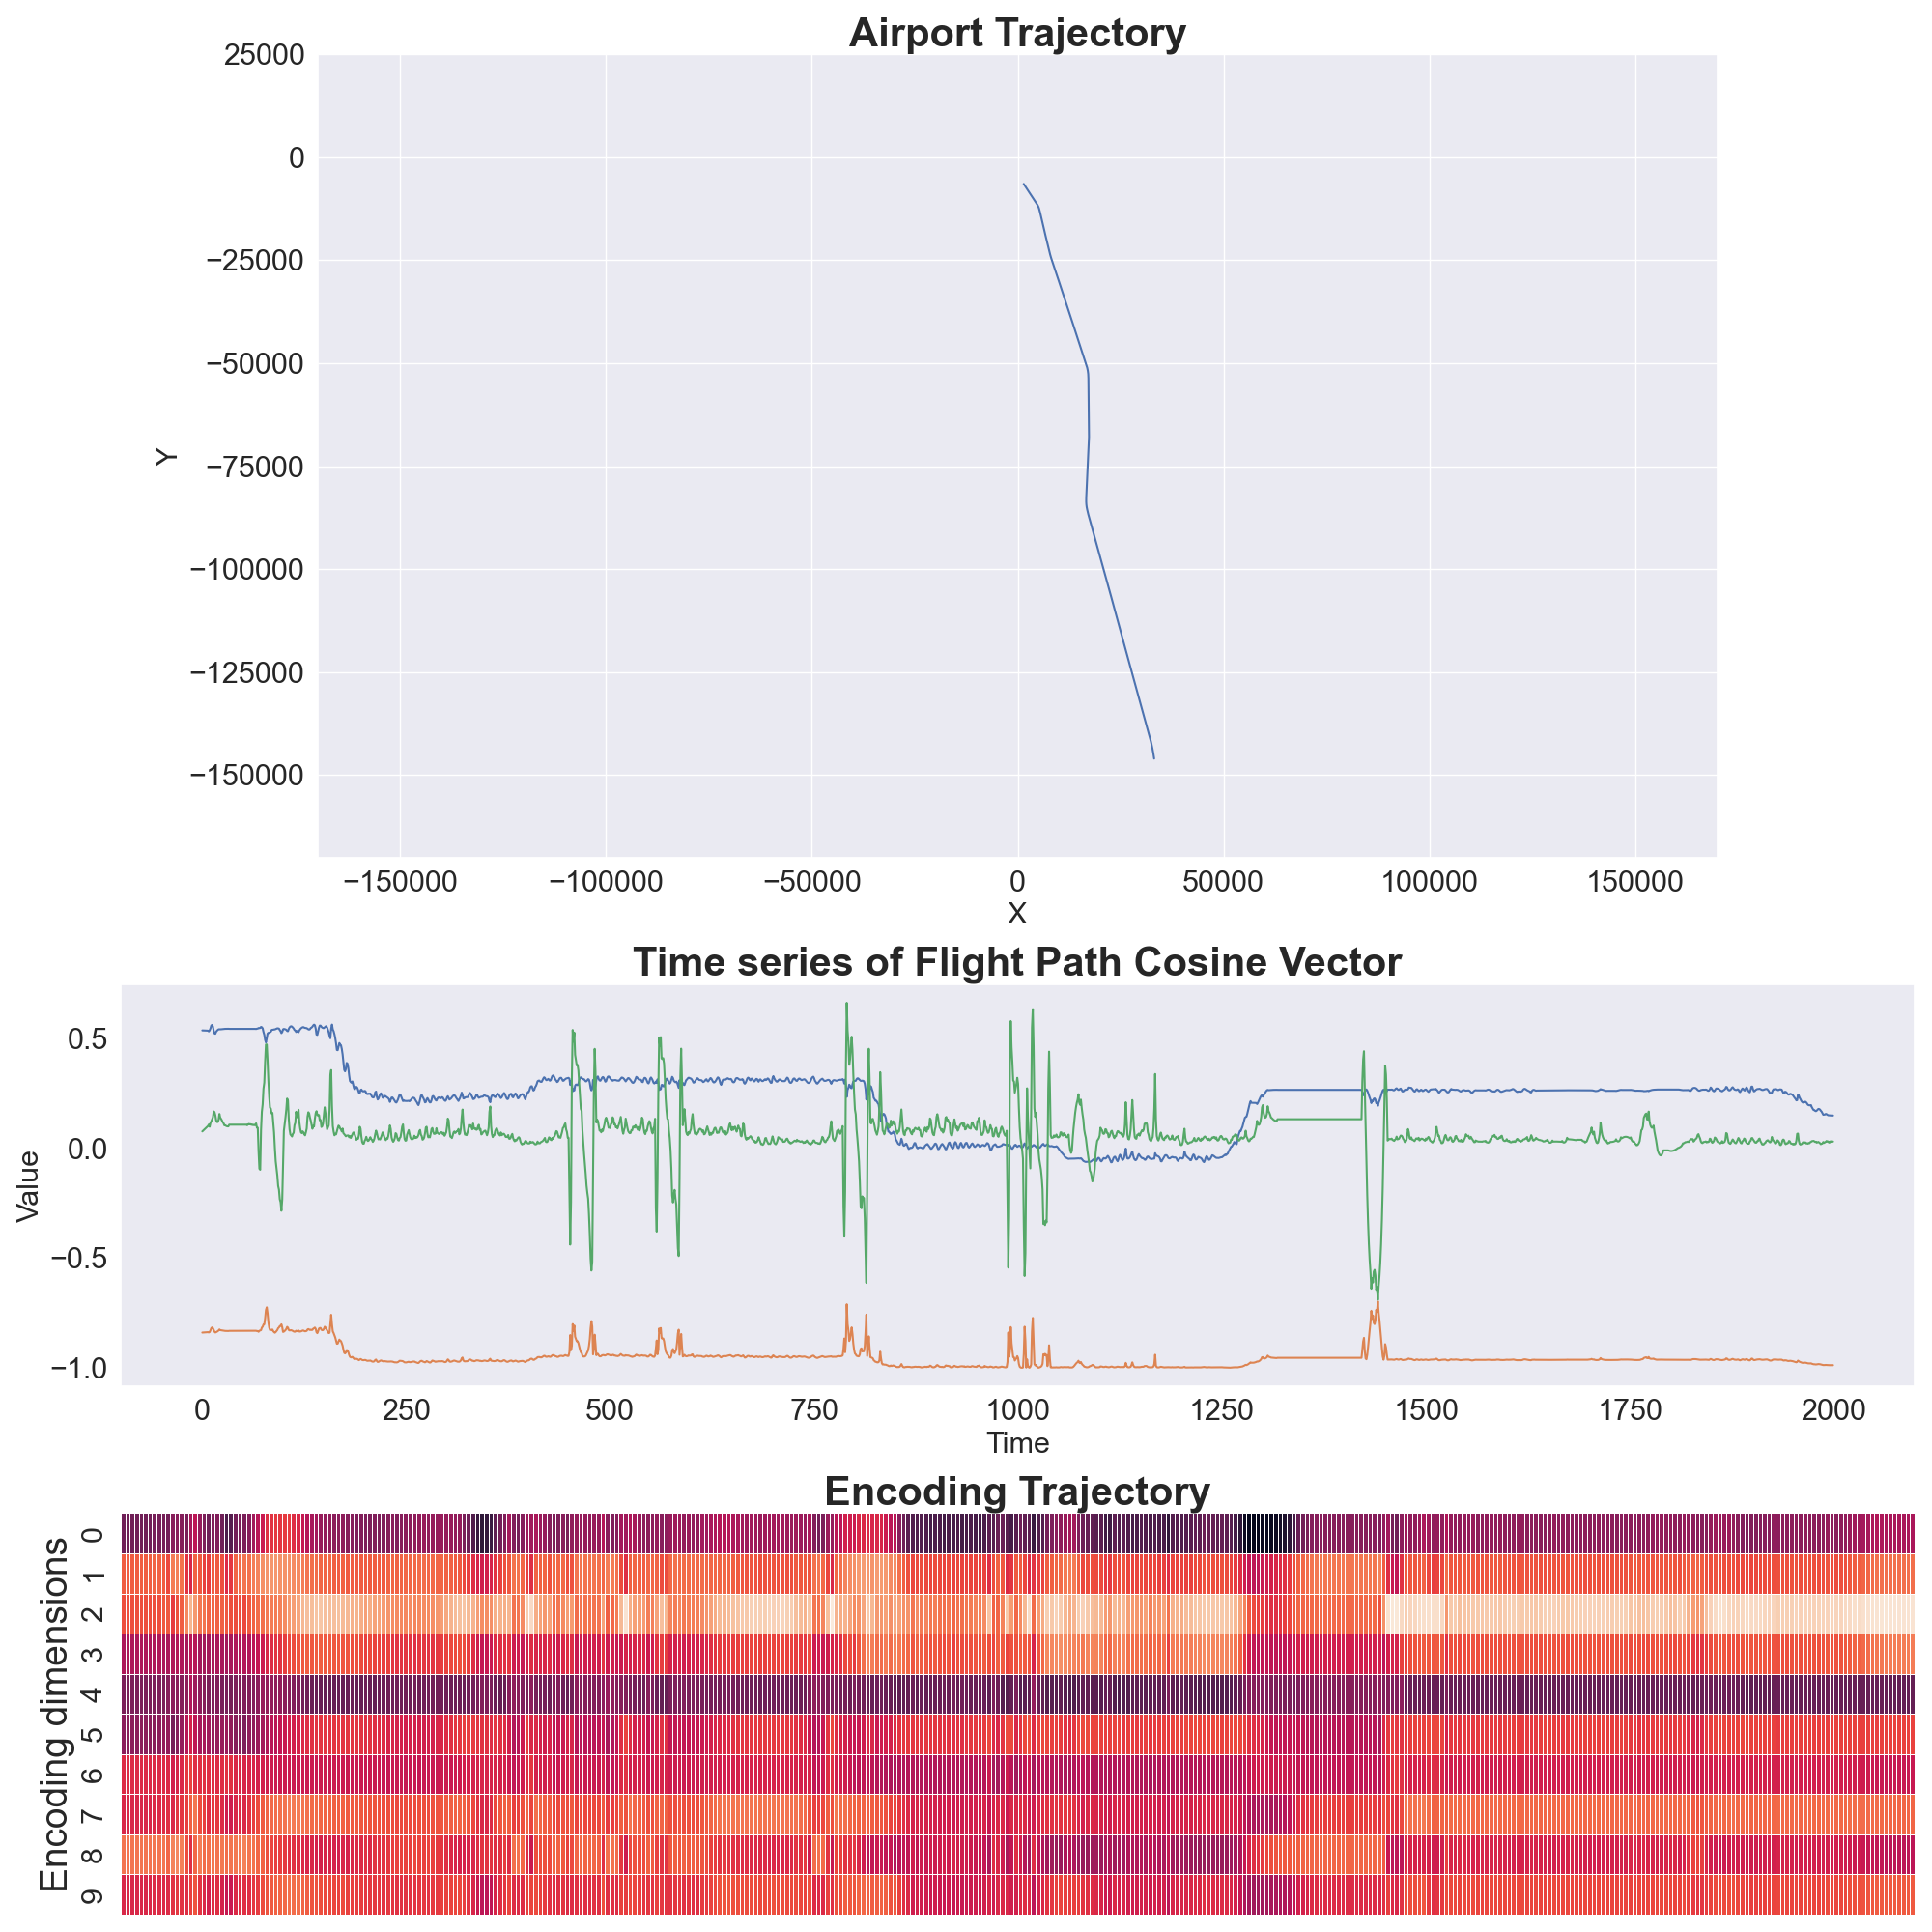 Airport Trajectory
25000
0
−25000
−50000
−75000
−100000
−125000
−150000
Y
−150000 −100000 −50000 0 50000 100000 150000
X
Time series of Flight Path Cosine Vector
0.5
0.0
−0.5
−1.0
Value
0 250 500 750 1000 1250 1500 1750 2000
Time
Encoding Trajectory
Encoding dimensions
0
1
2
3
4
5
6
7
8
9